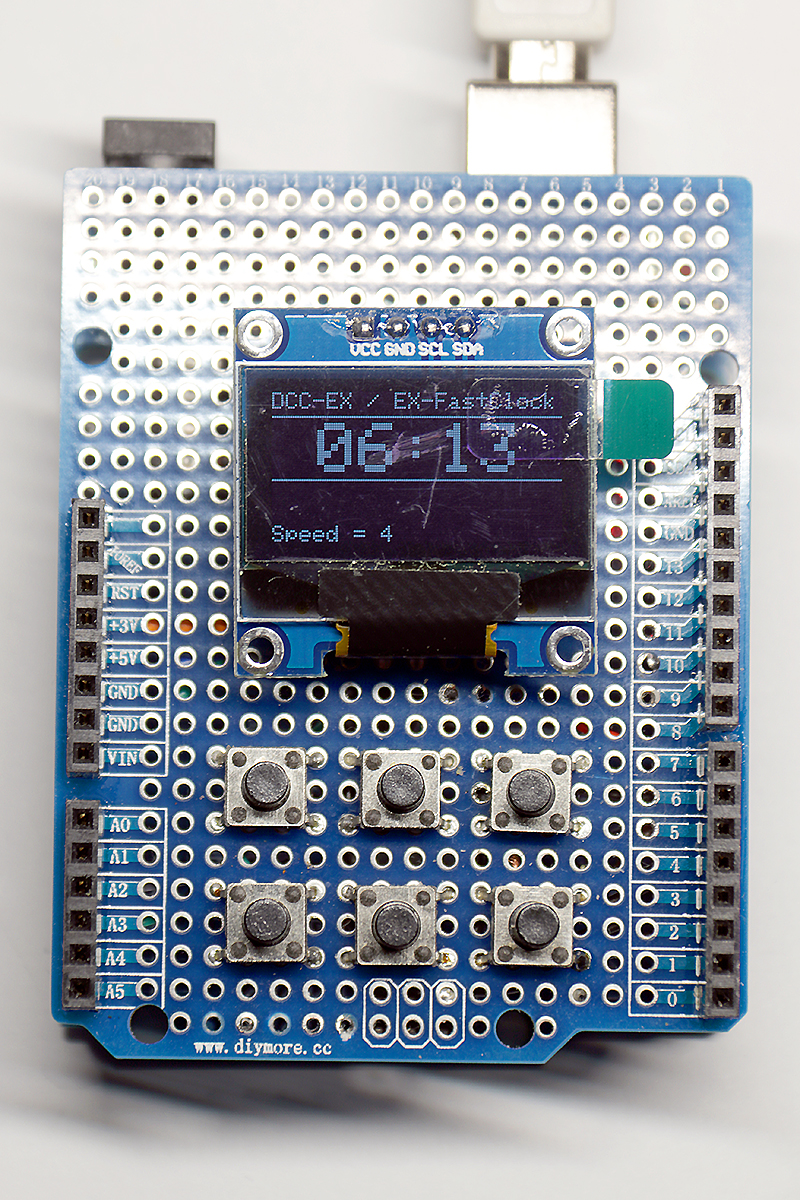 20 19 18 17 16 15 14 13 12 11 10 9 8 7 6 5 4 3 2 1
VCC GND SCL SDA
DCC-EX / EX-FastClock
06:13
Speed = 4
RST
+3V
+5V
GND
GND
VIN
A0
A1
A2
A3
A4
A5
GND
13
12
11
10
9
8
7
6
5
4
3
2
1
0
www.diymore.cc